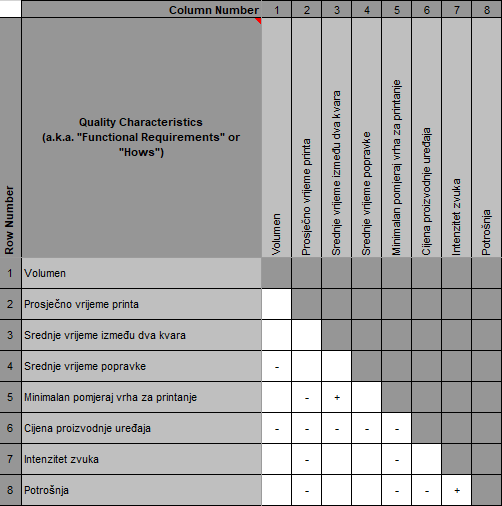 Column Number 1 2 3 4 5 6 7 8
Row Number
Quality Characteristics
(a.k.a. "Functional Requirements" or
"Hows")
Volumen
Prosječno vrijeme printa
Srednje vrijeme između dva kvara
Srednje vrijeme popravke
Minimalan pomjeraj vrha za printanje
Cijena proizvodnje uređaja
Intenzitet zvuka
Potrošnja
1 Volumen
2 Prosječno vrijeme printa
3 Srednje vrijeme između dva kvara
4 Srednje vrijeme popravke -
5 Minimalan pomjeraj vrha za printanje - +
6 Cijena proizvodnje uređaja - - - - -
7 Intenzitet zvuka - -
8 Potrošnja - - - +